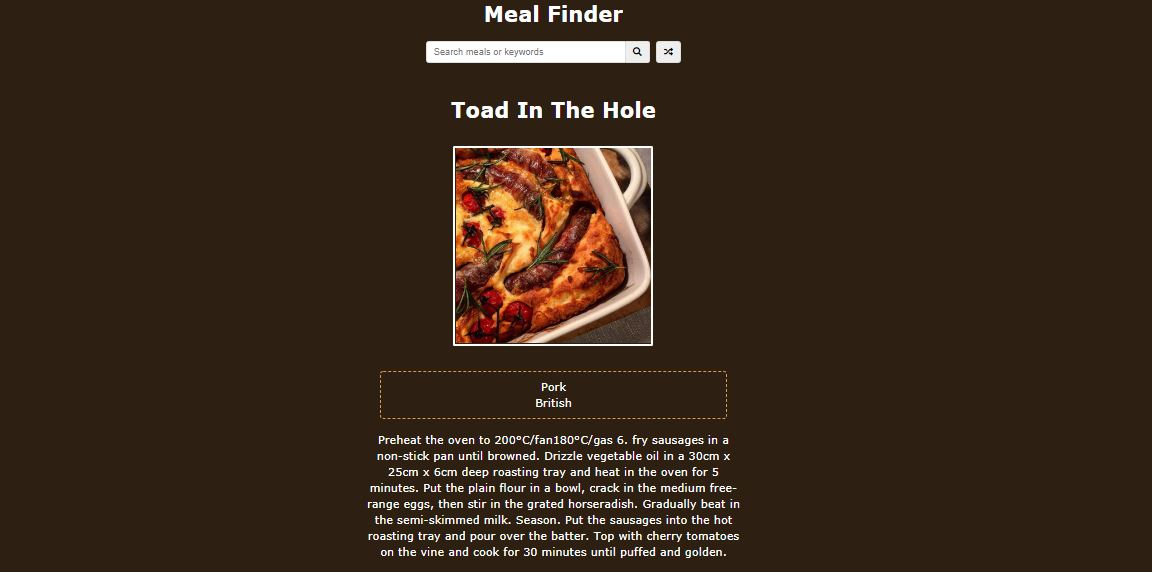 Meal Finder
Search meals or keywords
Toad In The Hole
Pork
British
Preheat the oven to 200°C/fan180°C/gas 6. fry sausages in a
non-stick pan until browned. Drizzle vegetable oil in a 30cm x
25cm x 6cm deep roasting tray and heat in the oven for 5
minutes. Put the plain flour in a bowl, crack in the medium free-
range eggs, then stir in the grated horseradish. Gradually beat in
the semi-skimmed milk. Season. Put the sausages into the hot
roasting tray and pour over the batter. Top with cherry tomatoes
on the vine and cook for 30 minutes until puffed and golden.